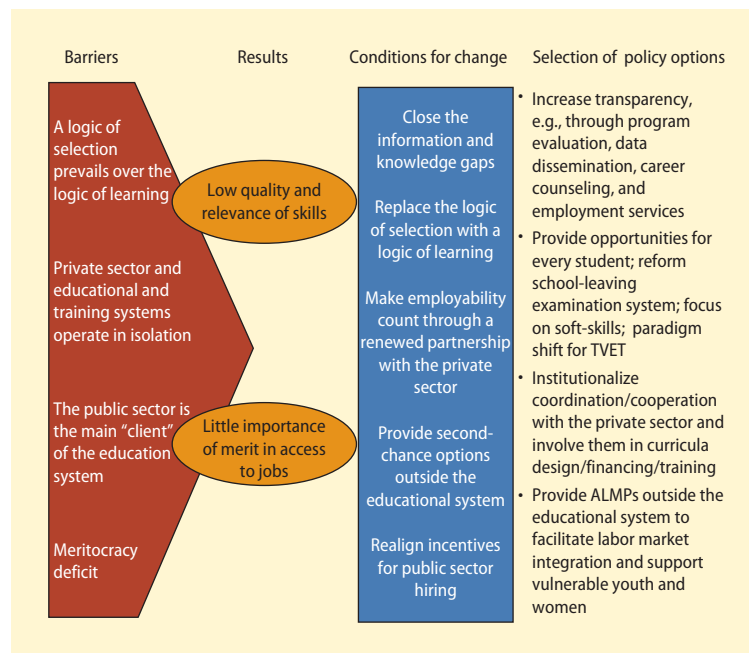 Barriers
Results
Conditions for change
Selection of policy options
A logic of
selection
prevails over the
logic of learning
Private sector and
educational and
training systems
operate in isolation
The public sector is
the main “client”
of the education
system
Meritocracy
deficit
Low quality and
relevance of skills
Little importance
of merit in access
to jobs
Close the
information and
knowledge gaps
Replace the logic
of selection with a
logic of learning
Make employability
count through a
renewed partnership
with the private
sector
Provide second-
chance options
outside the
educational system
Realign incentives
for public sector
hiring
• Increase transparency,
e.g., through program
evaluation, data
dissemination, career
counseling, and
employment services
• Provide opportunities for
every student; reform
school-leaving
examination system; focus
on soft-skills; paradigm
shift for TVET
• Institutionalize
coordination/cooperation
with the private sector and
involve them in curricula
design/financing/training
• Provide ALMPs outside the
educational system to
facilitate labor market
integration and support
vulnerable youth and
women